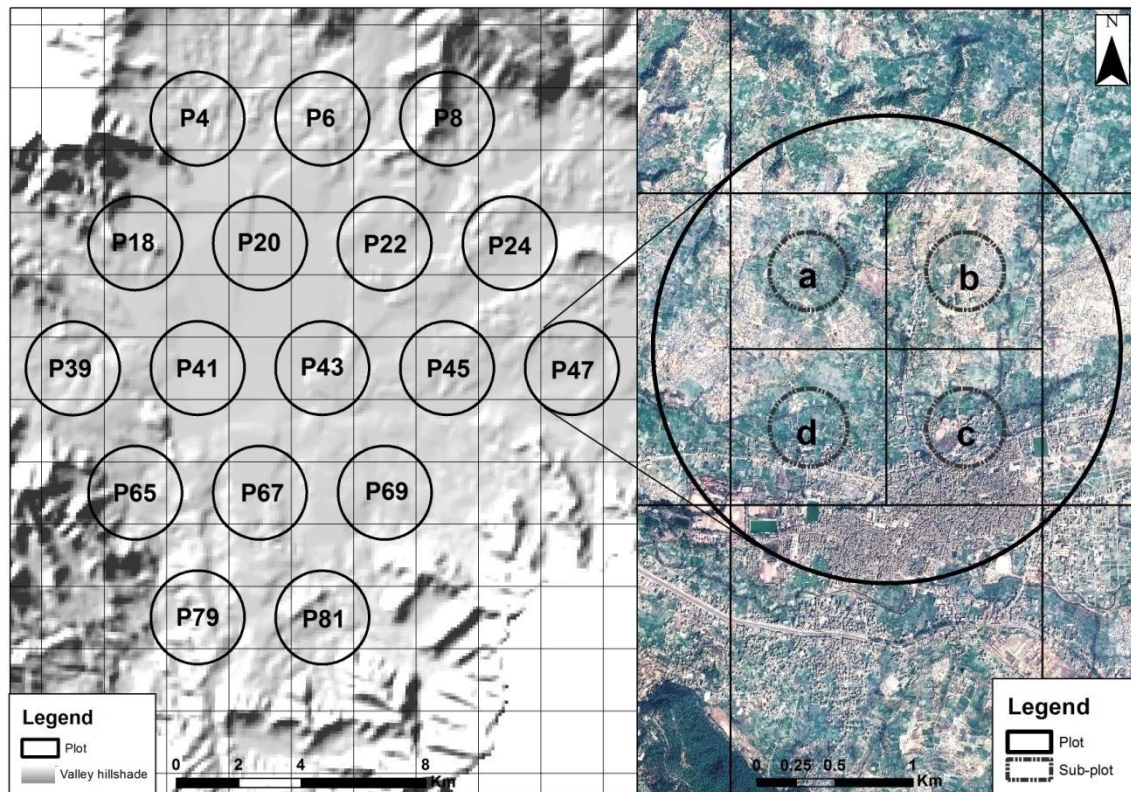 P4 P6 P8
P18 P20 P22 P24
P39 P41 P43 P45 P47
P65 P67 P69
P79 P81
Legend
Plot
Valley hillshade
0 2 4 8
Km
N
a b
d c
0 0.25 0.5 1
Km
Legend
Plot
Sub-plot